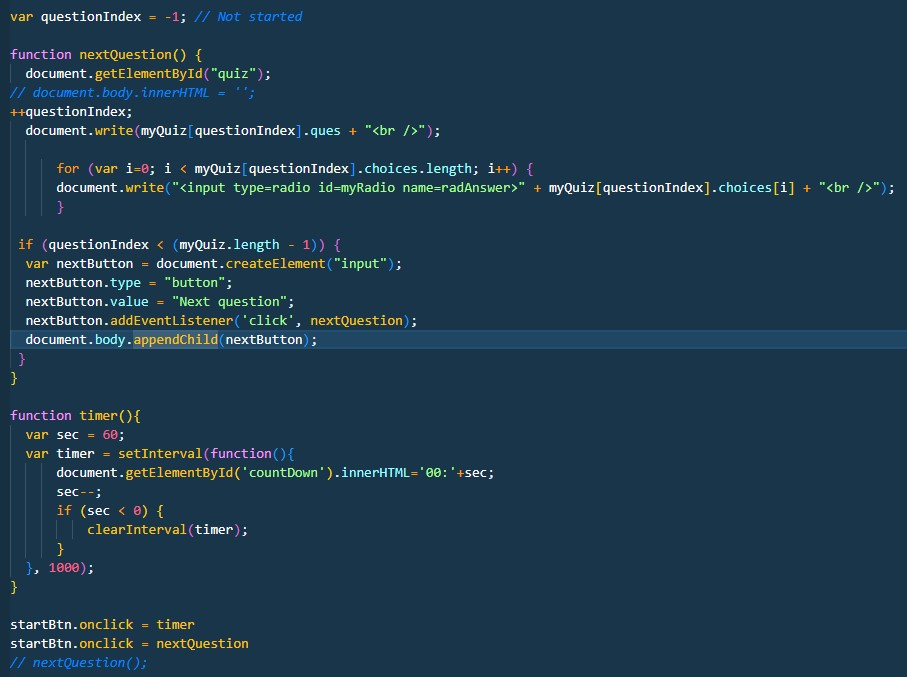 var questionIndex = -1; // Not started
function nextQuestion() {
document.getElementById("quiz");
// document.body.innerHTML = '';
++questionIndex;
document.write(myQuiz[questionIndex].ques + "<br />");
for (var i=0; i < myQuiz[questionIndex].choices.length; i++) {
document.write("<input type=radio id=myRadio name=radAnswer>" + myQuiz[questionIndex].choices[i] + "<br />");
}
if (questionIndex < (myQuiz.length - 1)) {
var nextButton = document.createElement("input");
nextButton.type = "button";
nextButton.value = "Next question";
nextButton.addEventListener('click', nextQuestion);
document.body.appendChild(nextButton);
}
}
function timer(){
var sec = 60;
var timer = setInterval(function(){
document.getElementById('countDown').innerHTML='00:'+sec;
sec--;
if (sec < 0) {
clearInterval(timer);
}
}, 1000);
}
startBtn.onclick = timer
startBtn.onclick = nextQuestion
// nextQuestion();